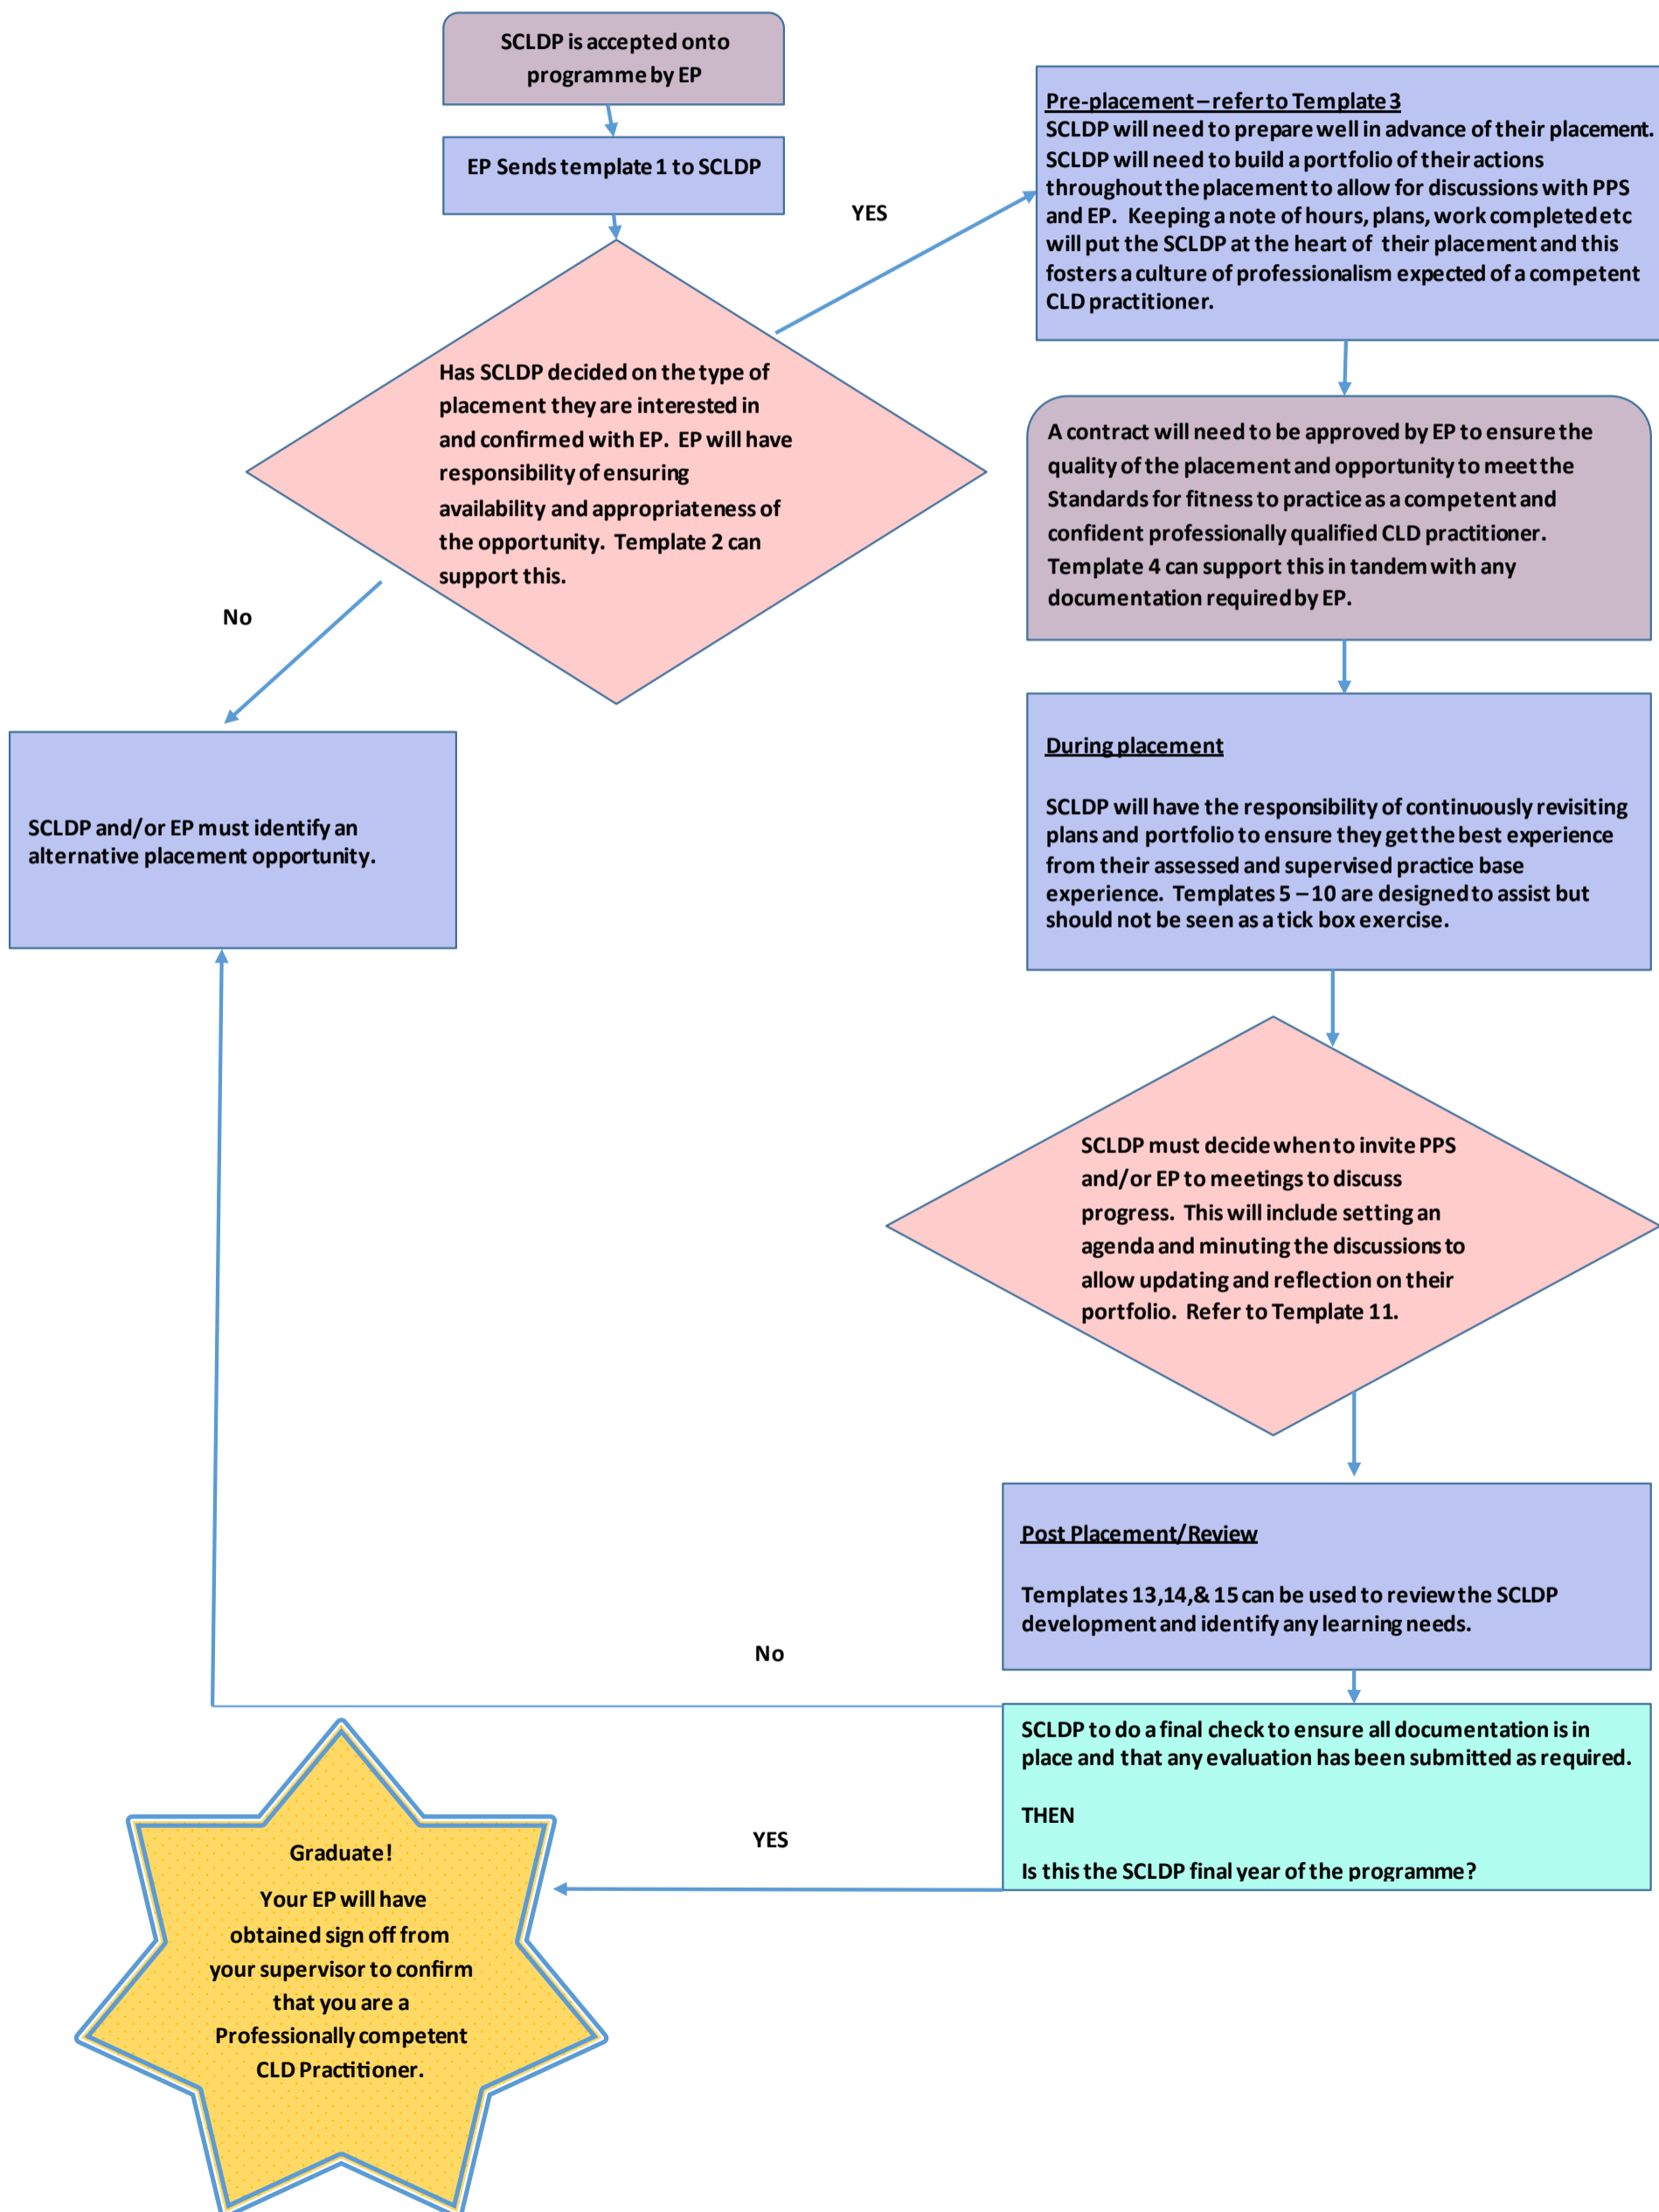 SCLDP is accepted onto
programme by EP
EP Sends template 1 to SCLDP
YES
Pre-placement – refer to Template 3
SCLDP will need to prepare well in advance of their placement.
SCLDP will need to build a portfolio of their actions
throughout the placement to allow for discussions with PPS
and EP. Keeping a note of hours, plans, work completed etc
will put the SCLDP at the heart of their placement and this
fosters a culture of professionalism expected of a competent
CLD practitioner.
Has SCLDP decided on the type of
placement they are interested in
and confirmed with EP. EP will have
responsibility of ensuring
availability and appropriateness of
the opportunity. Template 2 can
support this.
No
A contract will need to be approved by EP to ensure the
quality of the placement and opportunity to meet the
Standards for fitness to practice as a competent and
confident professionally qualified CLD practitioner.
Template 4 can support this in tandem with any
documentation required by EP.
SCLDP and/or EP must identify an
alternative placement opportunity.
During placement
SCLDP will have the responsibility of continuously revisiting
plans and portfolio to ensure they get the best experience
from their assessed and supervised practice base
experience. Templates 5 – 10 are designed to assist but
should not be seen as a tick box exercise.
SCLDP must decide when to invite PPS
and/or EP to meetings to discuss
progress. This will include setting an
agenda and minuting the discussions to
allow updating and reflection on their
portfolio. Refer to Template 11.
Post Placement/Review
Templates 13,14,& 15 can be used to review the SCLDP
development and identify any learning needs.
No
SCLDP to do a final check to ensure all documentation is in
place and that any evaluation has been submitted as required.
THEN
Is this the SCLDP final year of the programme?
YES
Graduate!
Your EP will have
obtained sign off from
your supervisor to confirm
that you are a
Professionally competent
CLD Practitioner.